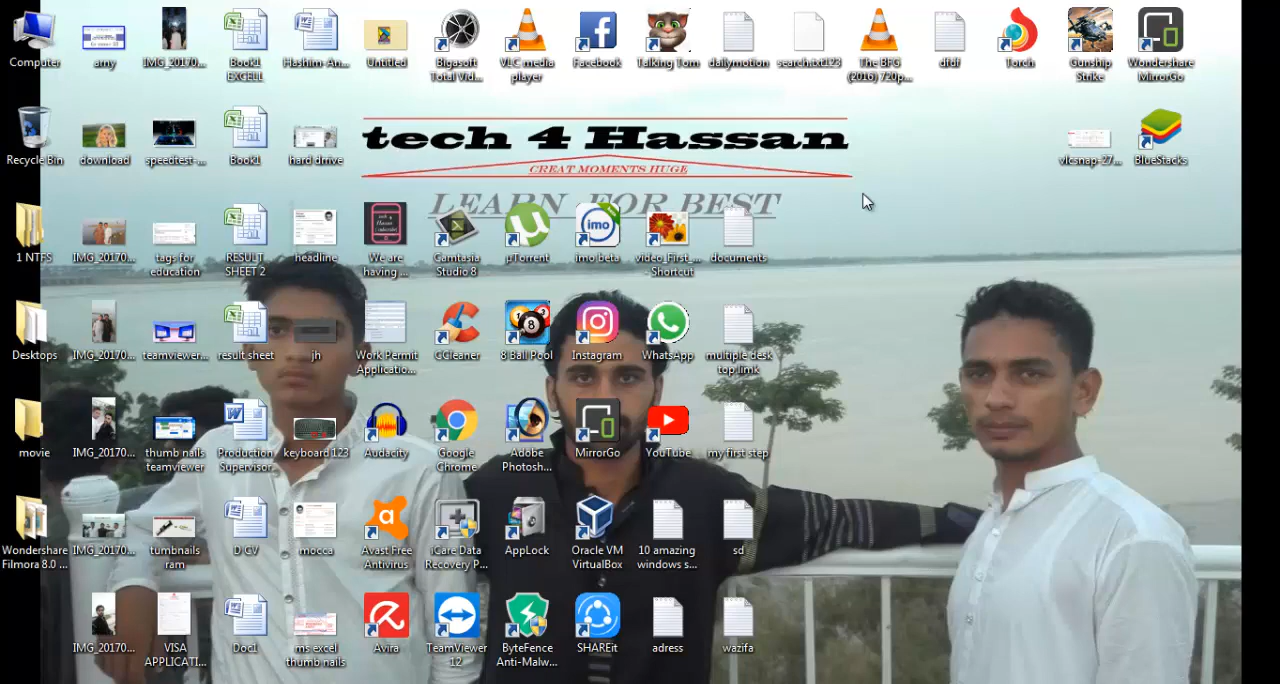 Computer
amy
IMG_20170...
Book1
EXCELL
Hashim-An...
Untitled
Bigasoft
Total Vid...
VLC media
player
Facebook
Talking Tom
dailymotion
search.txt123
The BFG
(2016) 720p...
dfdf
Torch
Gunship
Strike
Wondershare
MirrorGo
Recycle Bin
download
speedtest-...
Book1
hard drive
tech 4 Hassan
CREAT MOMENTS HUGE
LEARN FOR BEST
vlcsnap-27...
BlueStacks
1 NTFS
IMG_20170...
tags for
education
RESULT
SHEET 2
headline
We are
having ...
Camtasia
Studio 8
µTorrent
imo beta
video_First_...
- Shortcut
documents
Desktops
IMG_20170...
teamviewer...
result sheet
jh
Work Permit
Applicatio...
CCleaner
8 Ball Pool
Instagram
WhatsApp
multiple desk
top limk
movie
IMG_20170...
thumb nails
teamviewer
Production
Supervisor
keyboard 123
Audacity
Google
Chrome
Adobe
Photosh...
MirrorGo
YouTube
my first step
Wondershare
Filmora 8.0 ...
IMG_20170...
tumbnails
ram
D CV
mocca
Avast Free
Antivirus
iCare Data
Recovery P...
AppLock
Oracle VM
VirtualBox
10 amazing
windows s...
sd
IMG_20170...
VISA
APPLICATI...
Doc1
ms excel
thumb nails
Avira
TeamViewer
12
ByteFence
Anti-Malw...
SHAREit
adress
wazifa